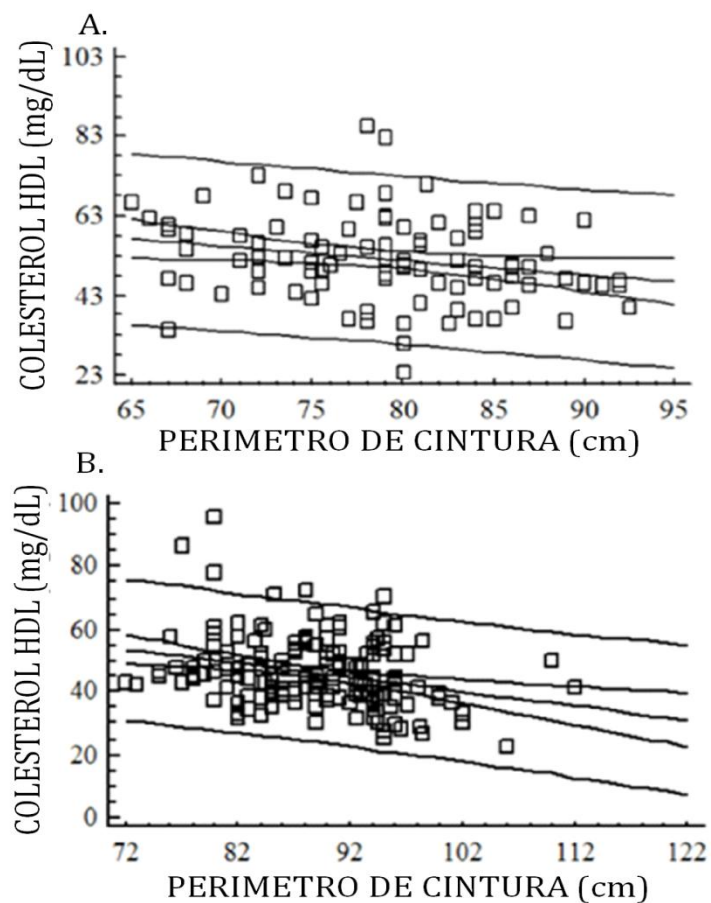 A.
COLESTEROL HDL (mg/dL)
103
83
63
43
23
65 70 75 80 85 90 95
PERIMETRO DE CINTURA (cm)
B.
COLESTEROL HDL (mg/dL)
100
80
60
40
20
0
72 82 92 102 112 122
PERIMETRO DE CINTURA (cm)